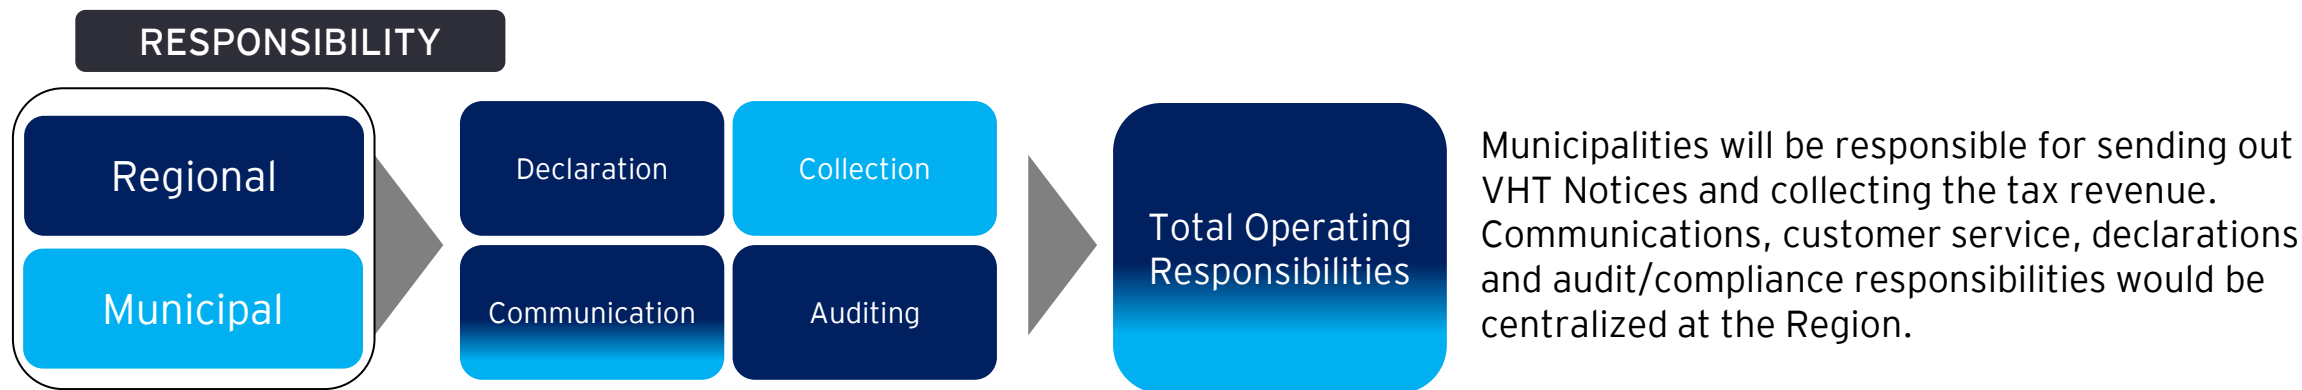 RESPONSIBILITY
Regional
Municipal
Declaration
Collection
Communication
Auditing
Total Operating
Responsibilities
Municipalities will be responsible for sending out
VHT Notices and collecting the tax revenue.
Communications, customer service, declarations
and audit/compliance responsibilities would be
centralized at the Region.